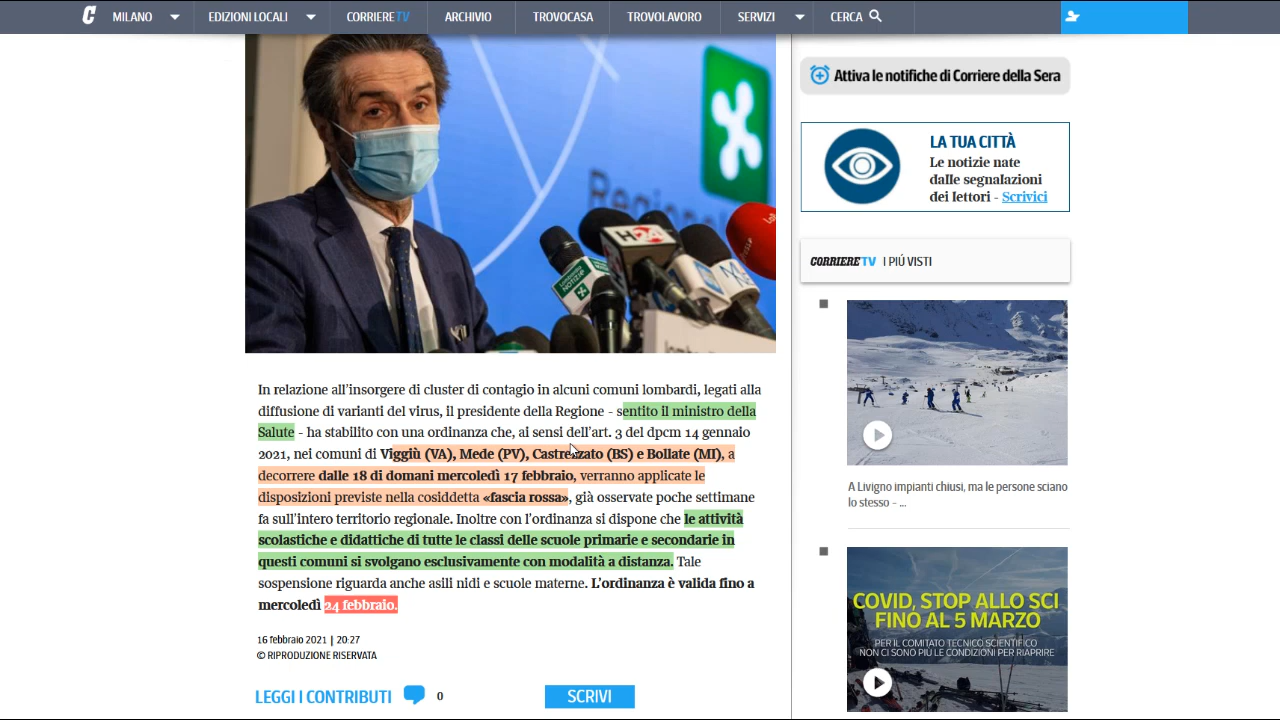 C MILANO EDIZIONI LOCALI CORRIERE TV ARCHIVIO TROVOCASA TROVOLAVORO SERVIZI CERCA
Attiva le notifiche di Corriere della Sera
LA TUA CITTÀ
Le notizie nate
dalle segnalazioni
dei lettori - Scrivici
CORRIERE TV I PIÚ VISTI
A Livigno impianti chiusi, ma le persone sciano
lo stesso - ...
COVID, STOP ALLO SCI
FINO AL 5 MARZO
PER IL COMITATO TECNICO SCIENTIFICO
NON CI SONO PIÙ LE CONDIZIONI PER RIAPRIRE
In relazione all'insorgere di cluster di contagio in alcuni comuni lombardi, legati alla
diffusione di varianti del virus, il presidente della Regione - sentito il ministro della
Salute - ha stabilito con una ordinanza che, ai sensi dell'art. 3 del dpcm 14 gennaio
2021, nei comuni di Viggiù (VA), Mede (PV), Castrezzato (BS) e Bollate (MI), a
decorrere dalle 18 di domani mercoledì 17 febbraio, verranno applicate le
disposizioni previste nella cosiddetta «fascia rossa», già osservate poche settimane
fa sull'intero territorio regionale. Inoltre con l'ordinanza si dispone che le attività
scolastiche e didattiche di tutte le classi delle scuole primarie e secondarie in
questi comuni si svolgano esclusivamente con modalità a distanza. Tale
sospensione riguarda anche asili nidi e scuole materne. L'ordinanza è valida fino a
mercoledì 24 febbraio.
16 febbraio 2021 | 20:27
© RIPRODUZIONE RISERVATA
LEGGI I CONTRIBUTI 0 SCRIVI